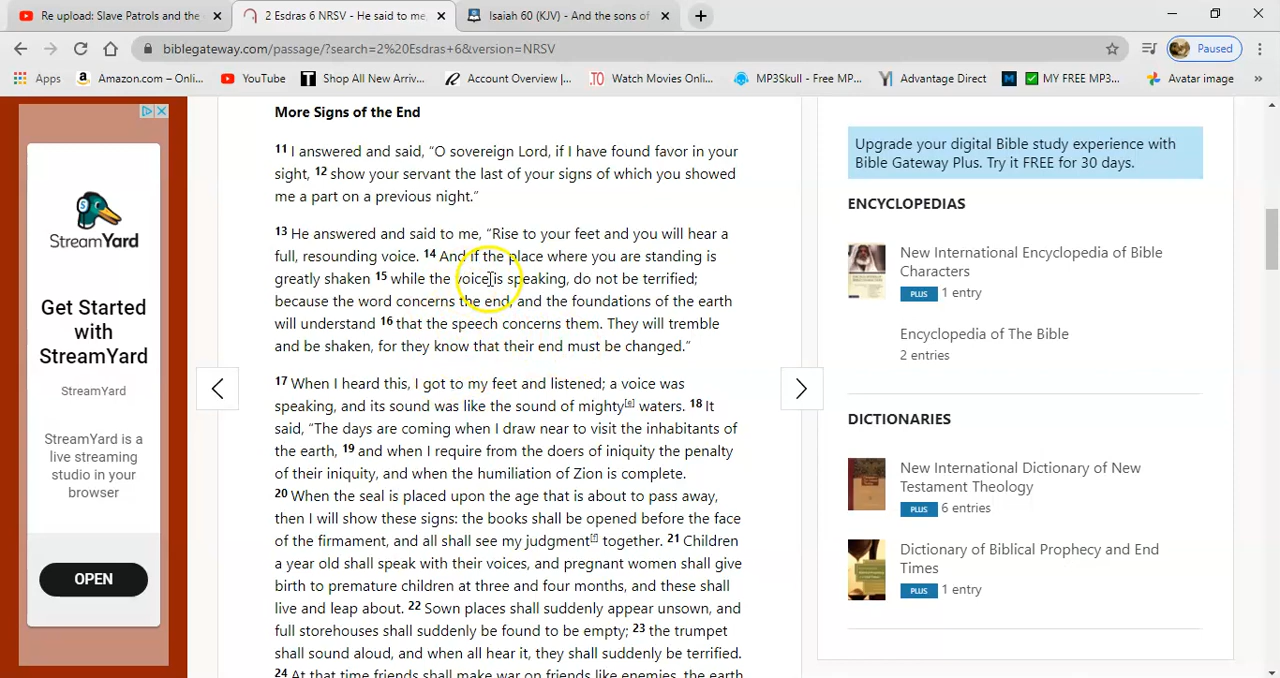 Re upload: Slave Patrols and the
2 Esdras 6 NRSV - He said to me,
Isaiah 60 (KJV) - And the sons of
biblegateway.com/passage/?search=2%20Esdras+6&version=NRSV
Paused
Apps
Amazon.com – Onli...
YouTube
Shop All New Arriv...
Account Overview |...
Watch Movies Onlin...
MP3Skull - Free MP...
Advantage Direct
MY FREE MP3...
Avatar image
StreamYard
Get Started
with
StreamYard
StreamYard
StreamYard is a
live streaming
studio in your
browser
OPEN
More Signs of the End
11 I answered and said, “O sovereign Lord, if I have found favor in your
sight, 12 show your servant the last of your signs of which you showed
me a part on a previous night.”
13 He answered and said to me, “Rise to your feet and you will hear a
full, resounding voice. 14 And if the place where you are standing is
greatly shaken 15 while the voice is speaking, do not be terrified;
because the word concerns the end, and the foundations of the earth
will understand 16 that the speech concerns them. They will tremble
and be shaken, for they know that their end must be changed.”
17 When I heard this, I got to my feet and listened; a voice was
speaking, and its sound was like the sound of mighty[e] waters. 18 It
said, “The days are coming when I draw near to visit the inhabitants of
the earth, 19 and when I require from the doers of iniquity the penalty
of their iniquity, and when the humiliation of Zion is complete.
20 When the seal is placed upon the age that is about to pass away,
then I will show these signs: the books shall be opened before the face
of the firmament, and all shall see my judgment[f] together. 21 Children
a year old shall speak with their voices, and pregnant women shall give
birth to premature children at three and four months, and these shall
live and leap about. 22 Sown places shall suddenly appear unsown, and
full storehouses shall suddenly be found to be empty; 23 the trumpet
shall sound aloud, and when all hear it, they shall suddenly be terrified.
24 At that time friends shall make war on friends like enemies, the earth
Upgrade your digital Bible study experience with
Bible Gateway Plus. Try it FREE for 30 days.
ENCYCLOPEDIAS
New International Encyclopedia of Bible
Characters
PLUS 1 entry
Encyclopedia of The Bible
2 entries
DICTIONARIES
New International Dictionary of New
Testament Theology
PLUS 6 entries
Dictionary of Biblical Prophecy and End
Times
PLUS 1 entry